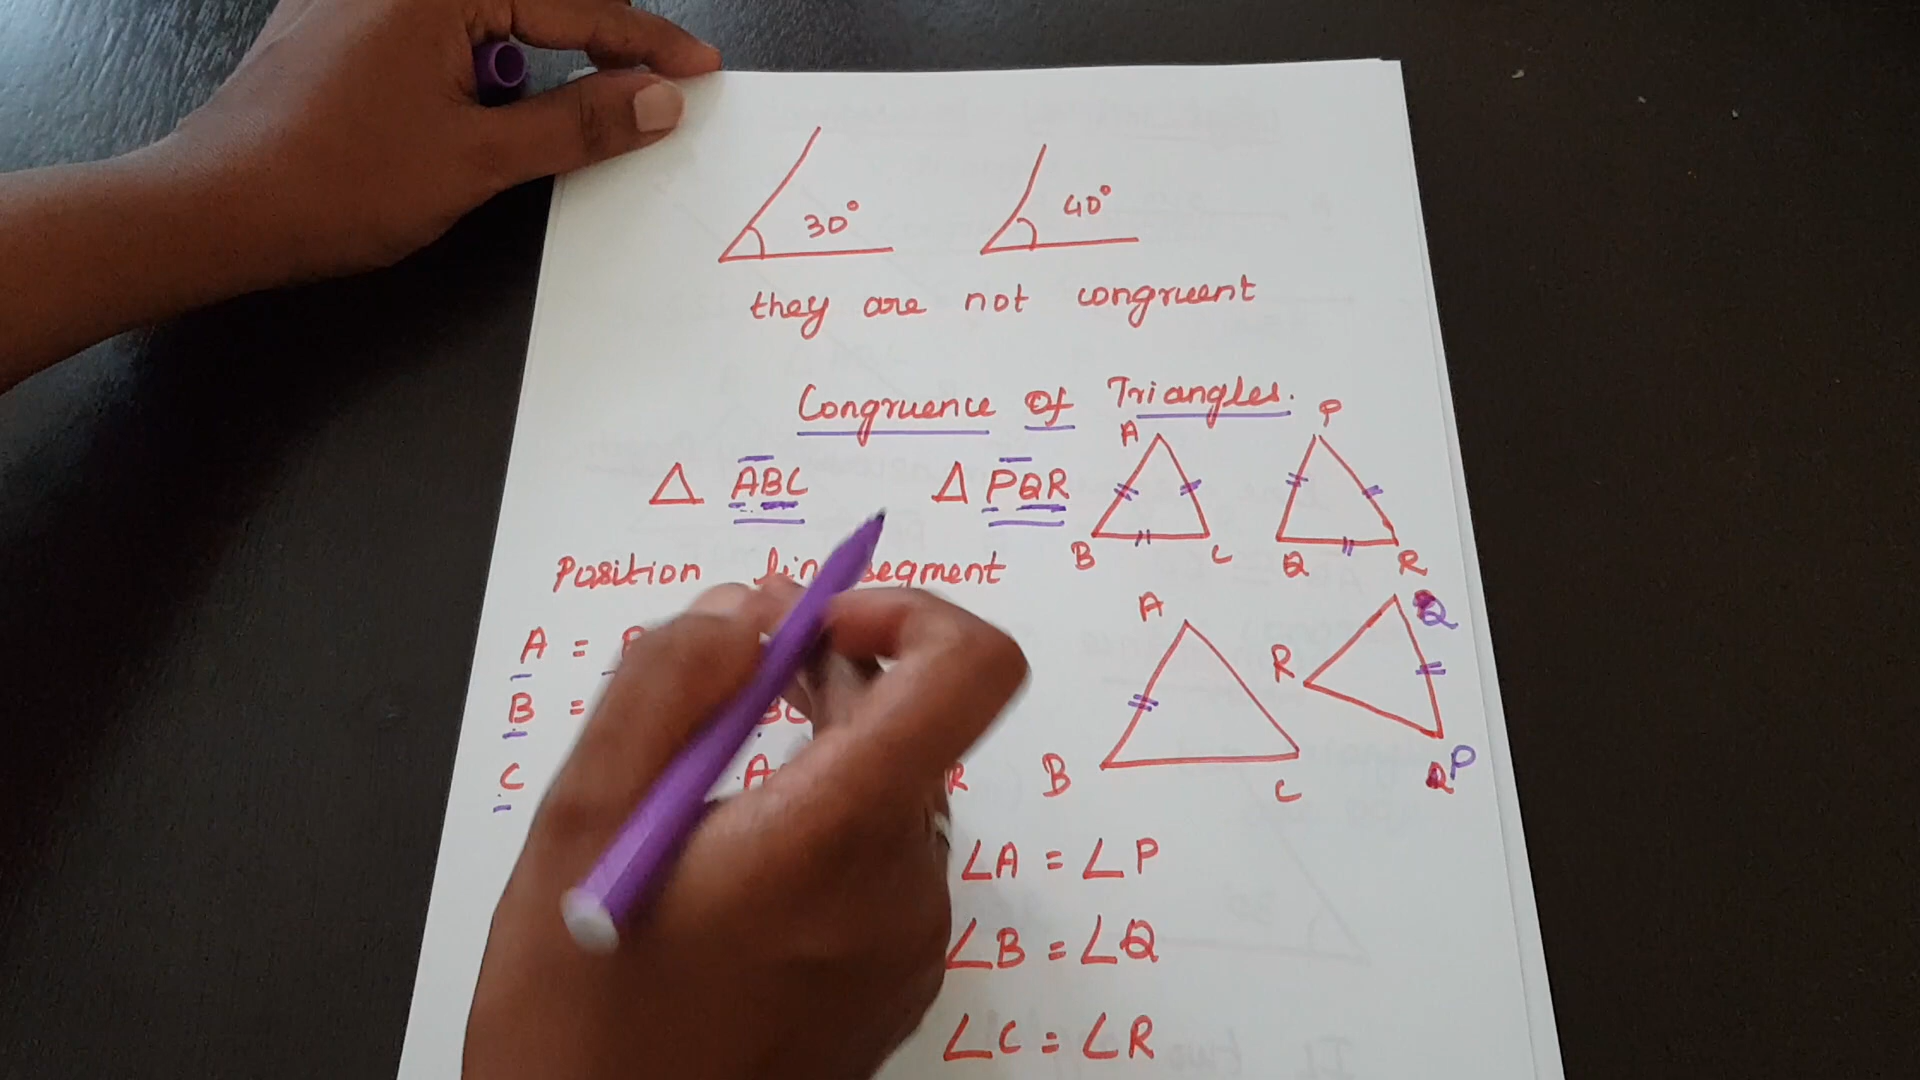 30° 40°
they are not congruent
Congruence of Triangles.
△ ABC △ PQR
A P
B C Q R
Position segment
A =
B =
C R
A Q
R
B C P
∠A = ∠P
∠B = ∠Q
∠C = ∠R